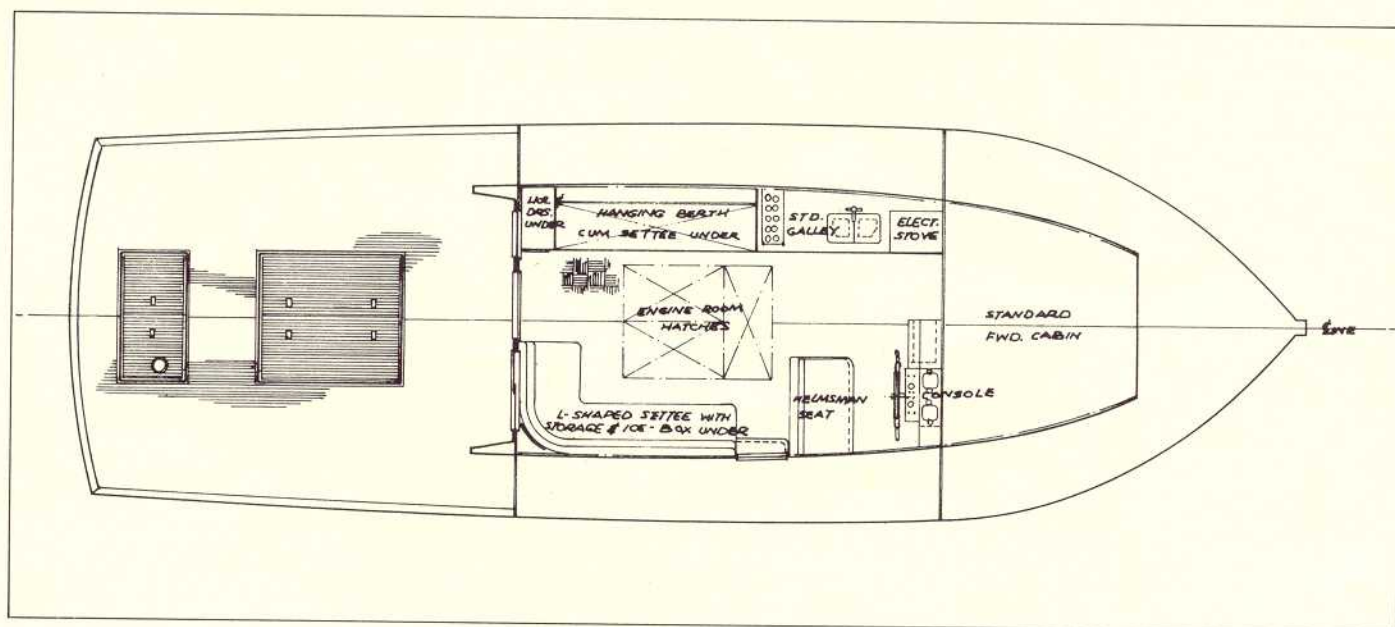 LKR.
DRS.
UNDER
HANGING BERTH
CUM SETTEE UNDER
STD.
GALLEY
ELECT.
STOVE
ENGINE ROOM
HATCHES
STANDARD
FWD. CABIN
HELMSMAN
SEAT
CONSOLE
L-SHAPED SETTEE WITH
STORAGE & ICE-BOX UNDER